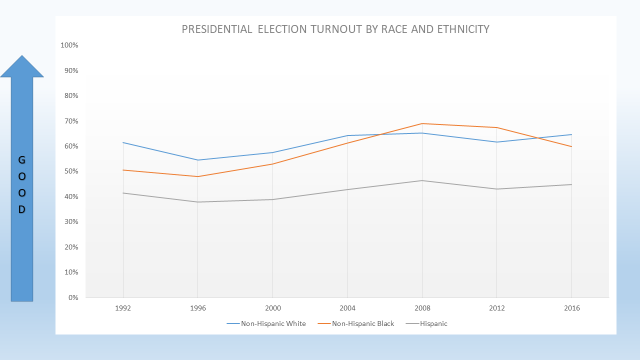 PRESIDENTIAL ELECTION TURNOUT BY RACE AND ETHNICITY
100%
90%
80%
70%
60%
50%
40%
30%
20%
10%
0%
1992 1996 2000 2004 2008 2012 2016
Non-Hispanic White Non-Hispanic Black Hispanic
G
O
O
D